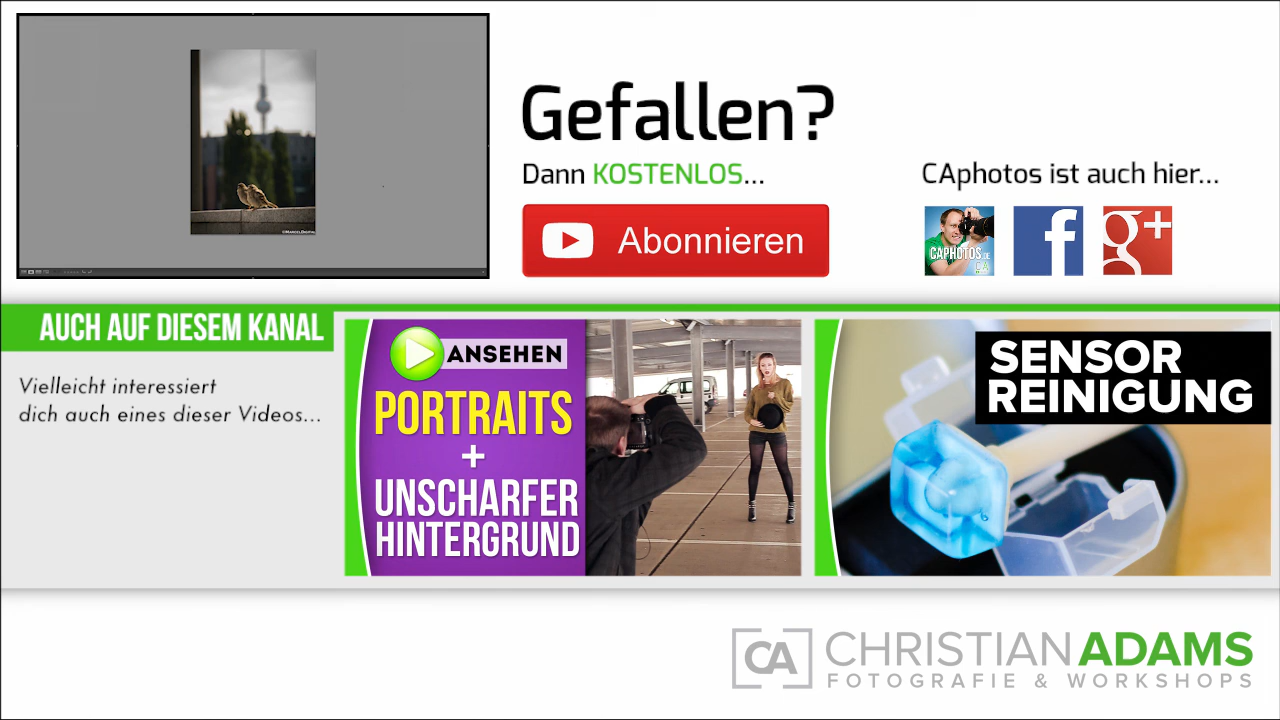 Gefallen?
Dann KOSTENLOS...
Abonnieren
CAphotos ist auch hier...
CAPHOTOS.DE
CA
f
g+
AUCH AUF DIESEM KANAL
Vielleicht interessiert
dich auch eines dieser Videos...
ANSEHEN
PORTRAITS
+
UNSCHARFER
HINTERGRUND
SENSOR
REINIGUNG
CA
CHRISTIAN ADAMS
FOTOGRAFIE & WORKSHOPS